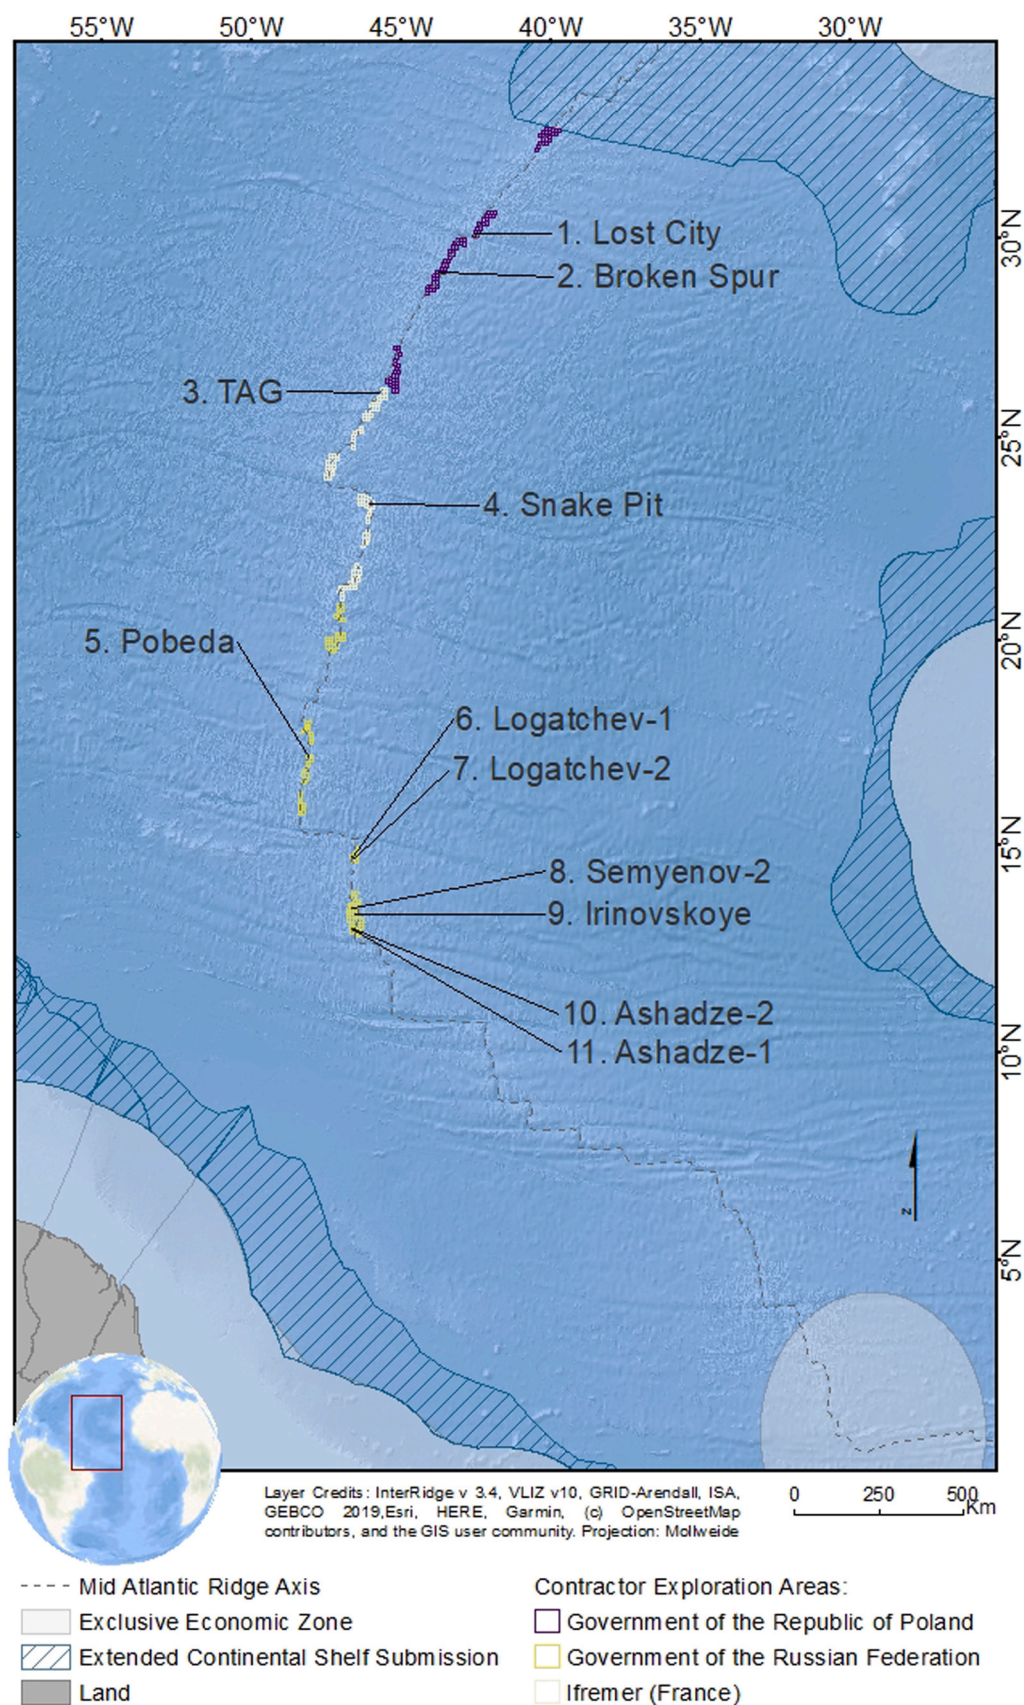 55°W 50°W 45°W 40°W 35°W 30°W
30°N
1. Lost City
2. Broken Spur
3. TAG
25°N
4. Snake Pit
20°N
5. Pobeda
6. Logatchev-1
7. Logatchev-2
15°N
8. Semyenov-2
9. Irinovskoye
10. Ashadze-2
11. Ashadze-1
10°N
N
5°N
Layer Credits: InterRidge v 3.4, VLIZ v10, GRID-Arendall, ISA,
GEBCO 2019,Esri, HERE, Garmin, (c) OpenStreetMap
contributors, and the GIS user community. Projection: Mollweide
0 250 500
Km
Mid Atlantic Ridge Axis
Exclusive Economic Zone
Extended Continental Shelf Submission
Land
Contractor Exploration Areas:
Government of the Republic of Poland
Government of the Russian Federation
Ifremer (France)